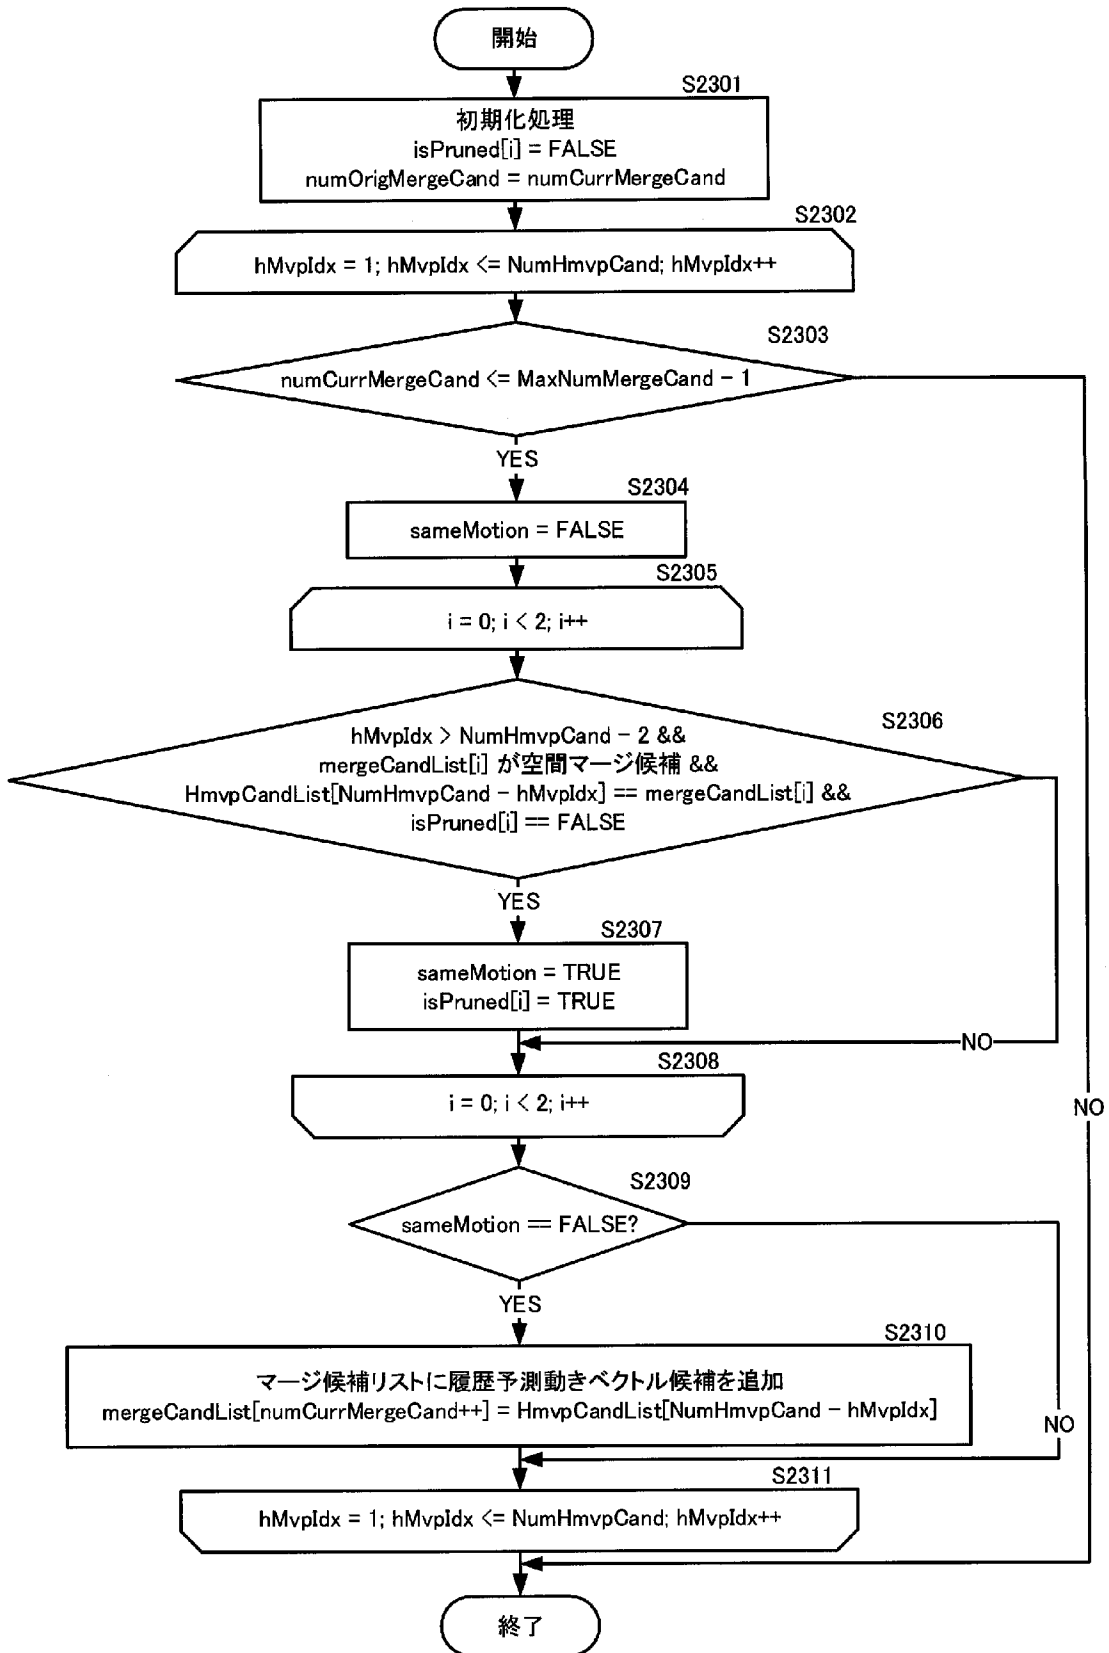 開始
S2301
初期化処理
isPruned[i] = FALSE
numOrigMergeCand = numCurrMergeCand
S2302
hMvpIdx = 1; hMvpIdx <= NumHmvpCand; hMvpIdx++
S2303
numCurrMergeCand <= MaxNumMergeCand - 1
YES
S2304
sameMotion = FALSE
S2305
i = 0; i < 2; i++
S2306
hMvpIdx > NumHmvpCand - 2 &&
mergeCandList[i] が空間マージ候補 &&
HmvpCandList[NumHmvpCand - hMvpIdx] == mergeCandList[i] &&
isPruned[i] == FALSE
YES
S2307
sameMotion = TRUE
isPruned[i] = TRUE
NO
S2308
i = 0; i < 2; i++
NO
S2309
sameMotion == FALSE?
YES
S2310
マージ候補リストに履歴予測動きベクトル候補を追加
mergeCandList[numCurrMergeCand++] = HmvpCandList[NumHmvpCand - hMvpIdx]
NO
S2311
hMvpIdx = 1; hMvpIdx <= NumHmvpCand; hMvpIdx++
終了